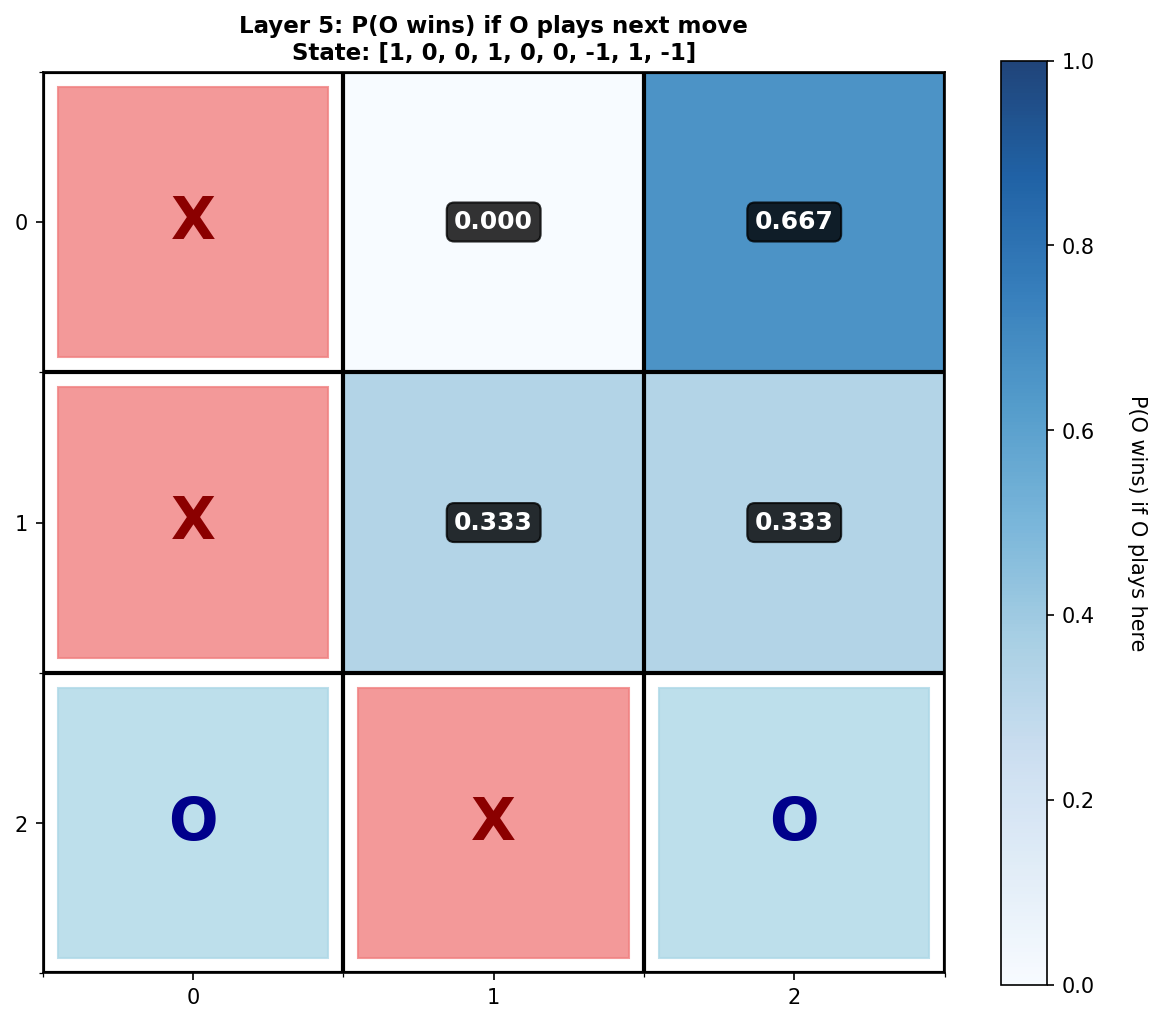 Layer 5: P(O wins) if O plays next move
State: [1, 0, 0, 1, 0, 0, -1, 1, -1]
0
X
0.000
0.667
1
X
0.333
0.333
2
O
X
O
0
1
2
1.0
0.8
0.6
0.4
0.2
0.0
P(O wins) if O plays here